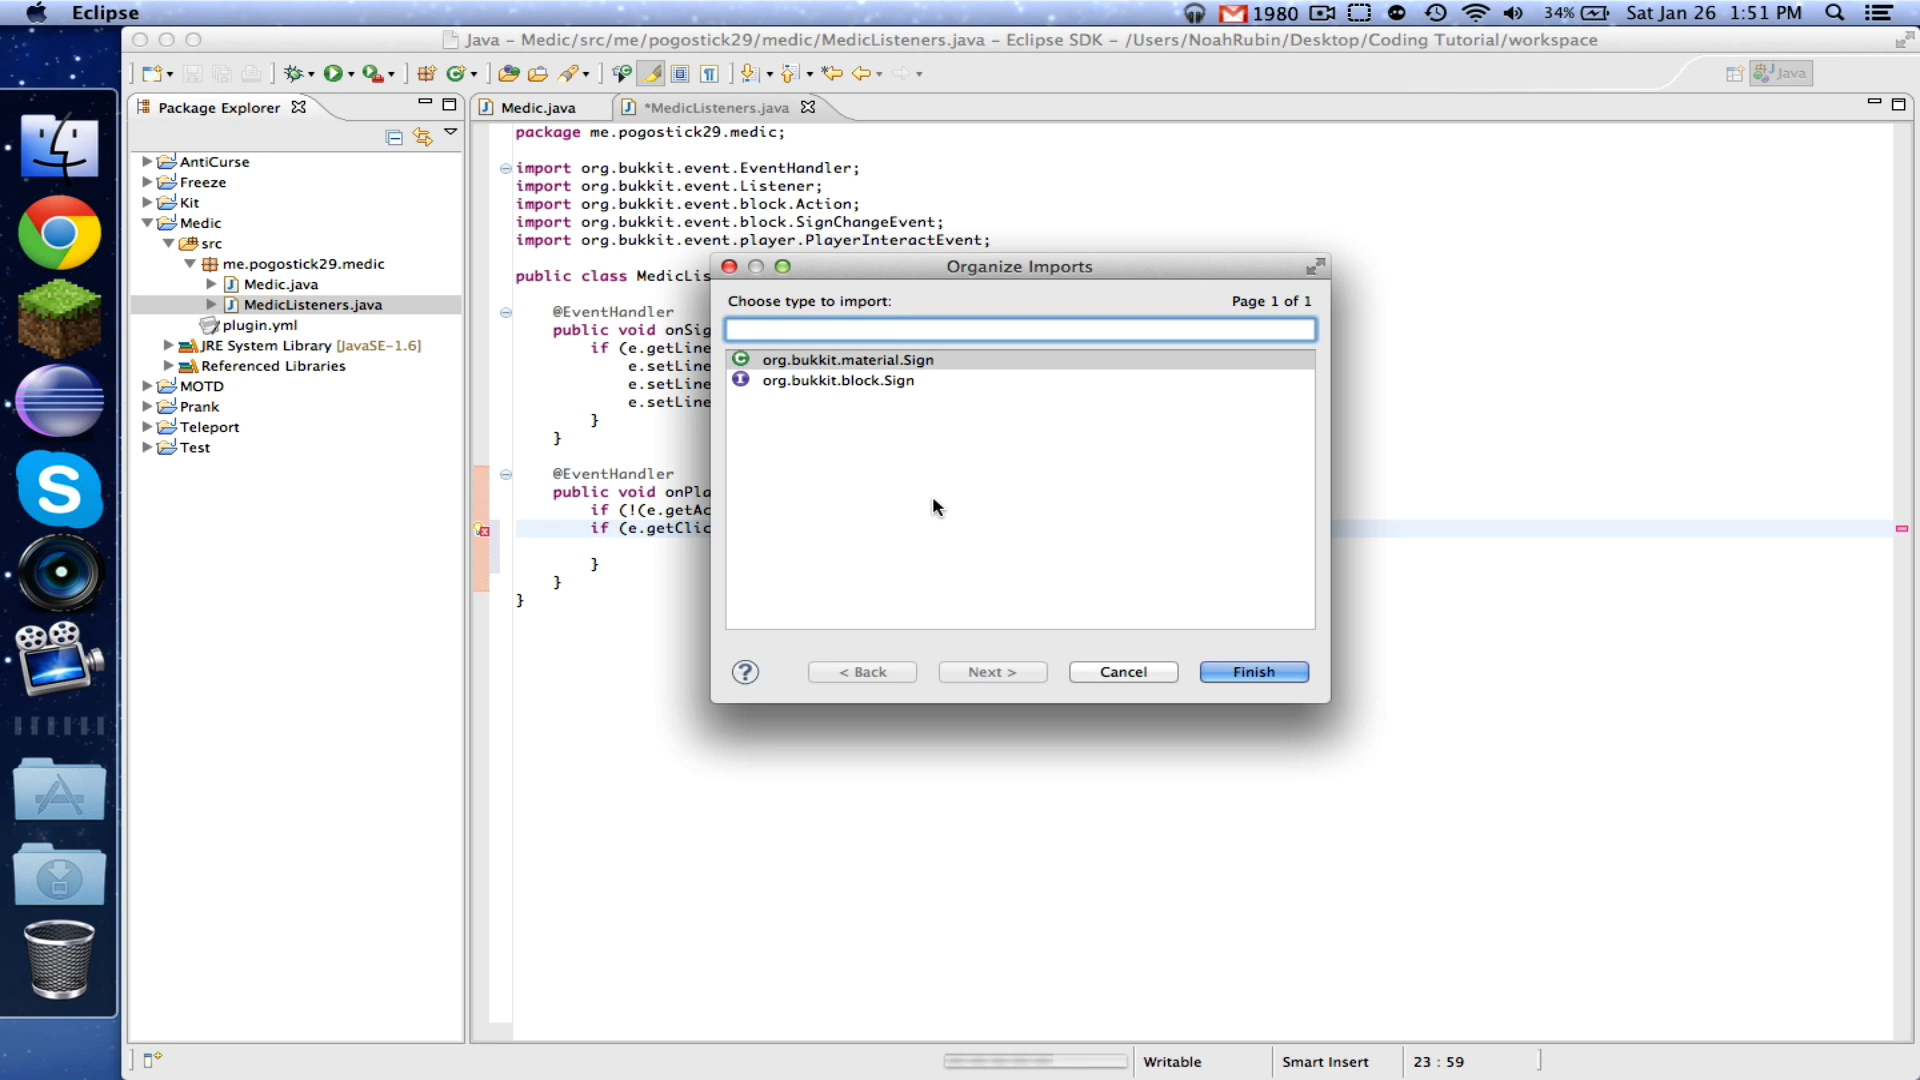 Eclipse
1980
34%
Sat Jan 26 1:51 PM
Java – Medic/src/me/pogostick29/medic/MedicListeners.java – Eclipse SDK – /Users/NoahRubin/Desktop/Coding Tutorial/workspace
Java
Package Explorer
Medic.java
*MedicListeners.java
AntiCurse
Freeze
Kit
Medic
src
me.pogostick29.medic
Medic.java
MedicListeners.java
plugin.yml
JRE System Library [JavaSE-1.6]
Referenced Libraries
MOTD
Prank
Teleport
Test
package me.pogostick29.medic;
import org.bukkit.event.EventHandler;
import org.bukkit.event.Listener;
import org.bukkit.event.block.Action;
import org.bukkit.event.block.SignChangeEvent;
import org.bukkit.event.player.PlayerInteractEvent;
public class MedicLis
@EventHandler
public void onSig
if (e.getLine
e.setLine
e.setLine
e.setLine
}
}
@EventHandler
public void onPla
if (!(e.getAc
if (e.getClic
}
}
}
Organize Imports
Choose type to import:
Page 1 of 1
org.bukkit.material.Sign
org.bukkit.block.Sign
?
< Back
Next >
Cancel
Finish
Writable
Smart Insert
23 : 59